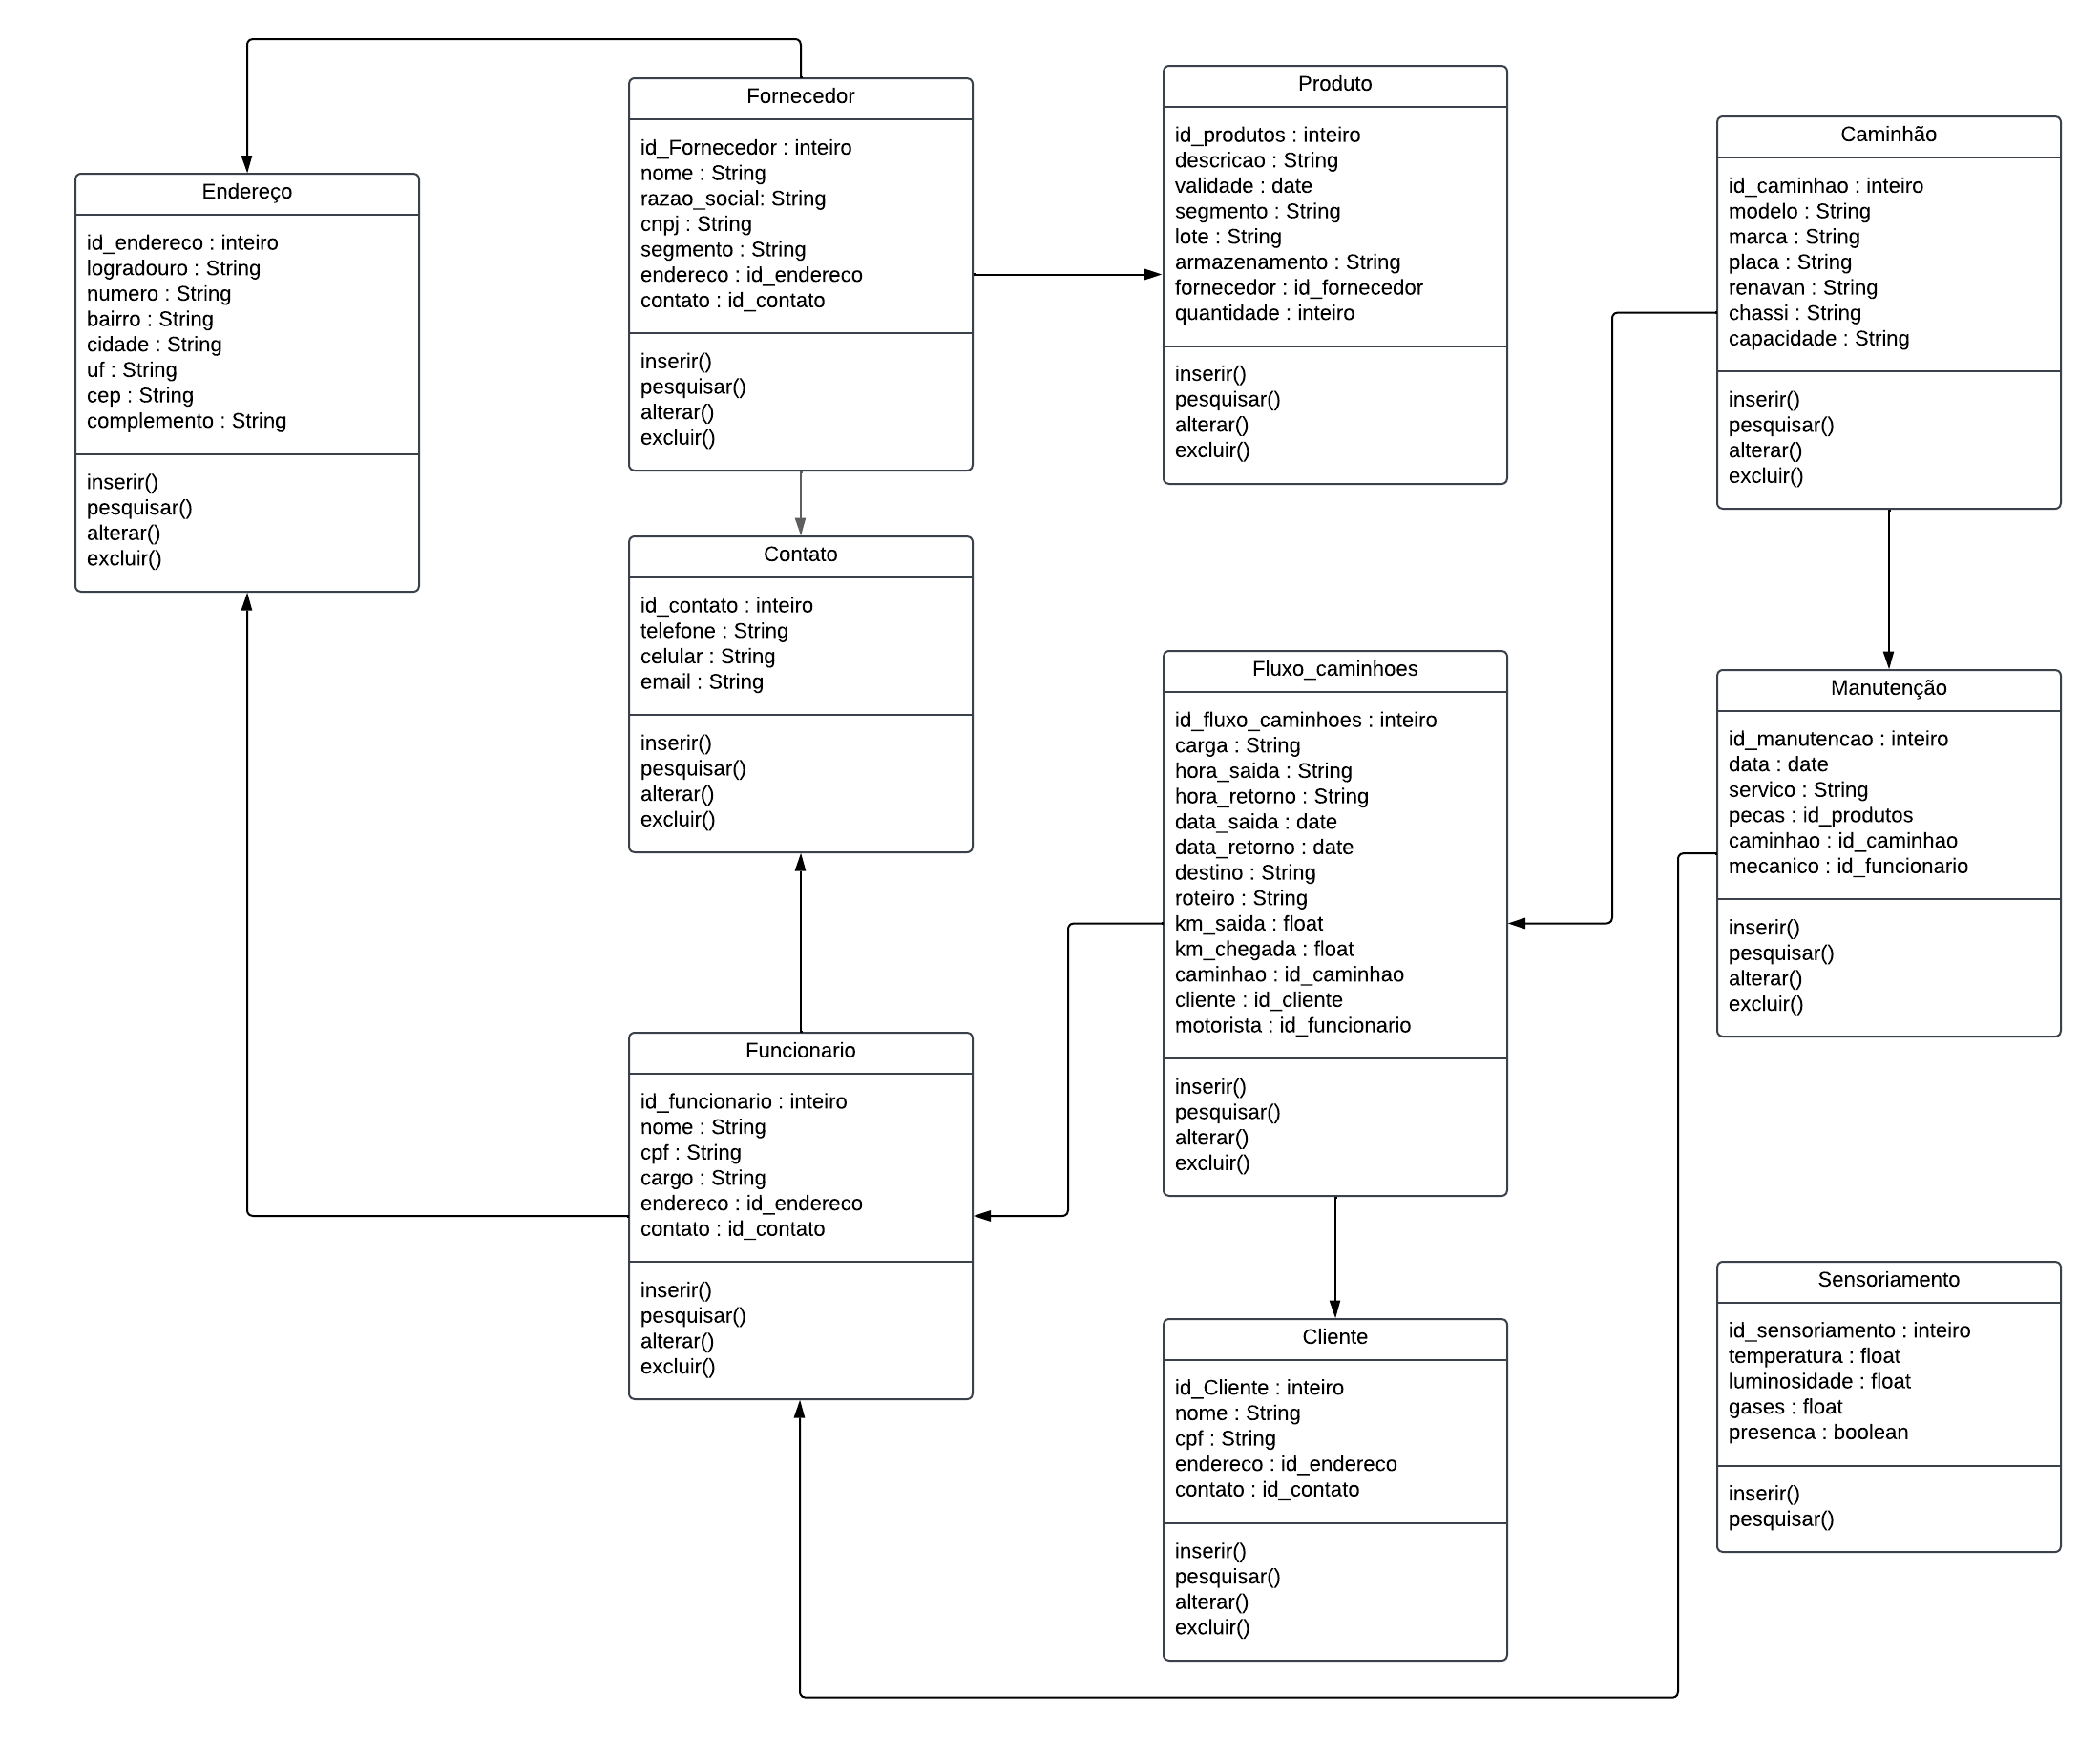 Fornecedor
id_Fornecedor : inteiro
nome : String
razao_social: String
cnpj : String
segmento : String
endereco : id_endereco
contato : id_contato
inserir()
pesquisar()
alterar()
excluir()
Produto
id_produtos : inteiro
descricao : String
validade : date
segmento : String
lote : String
armazenamento : String
fornecedor : id_fornecedor
quantidade : inteiro
inserir()
pesquisar()
alterar()
excluir()
Caminhão
id_caminhao : inteiro
modelo : String
marca : String
placa : String
renavan : String
chassi : String
capacidade : String
inserir()
pesquisar()
alterar()
excluir()
Endereço
id_endereco : inteiro
logradouro : String
numero : String
bairro : String
cidade : String
uf : String
cep : String
complemento : String
inserir()
pesquisar()
alterar()
excluir()
Contato
id_contato : inteiro
telefone : String
celular : String
email : String
inserir()
pesquisar()
alterar()
excluir()
Fluxo_caminhoes
id_fluxo_caminhoes : inteiro
carga : String
hora_saida : String
hora_retorno : String
data_saida : date
data_retorno : date
destino : String
roteiro : String
km_saida : float
km_chegada : float
caminhao : id_caminhao
cliente : id_cliente
motorista : id_funcionario
inserir()
pesquisar()
alterar()
excluir()
Manutenção
id_manutencao : inteiro
data : date
servico : String
pecas : id_produtos
caminhao : id_caminhao
mecanico : id_funcionario
inserir()
pesquisar()
alterar()
excluir()
Funcionario
id_funcionario : inteiro
nome : String
cpf : String
cargo : String
endereco : id_endereco
contato : id_contato
inserir()
pesquisar()
alterar()
excluir()
Cliente
id_Cliente : inteiro
nome : String
cpf : String
endereco : id_endereco
contato : id_contato
inserir()
pesquisar()
alterar()
excluir()
Sensoriamento
id_sensoriamento : inteiro
temperatura : float
luminosidade : float
gases : float
presenca : boolean
inserir()
pesquisar()